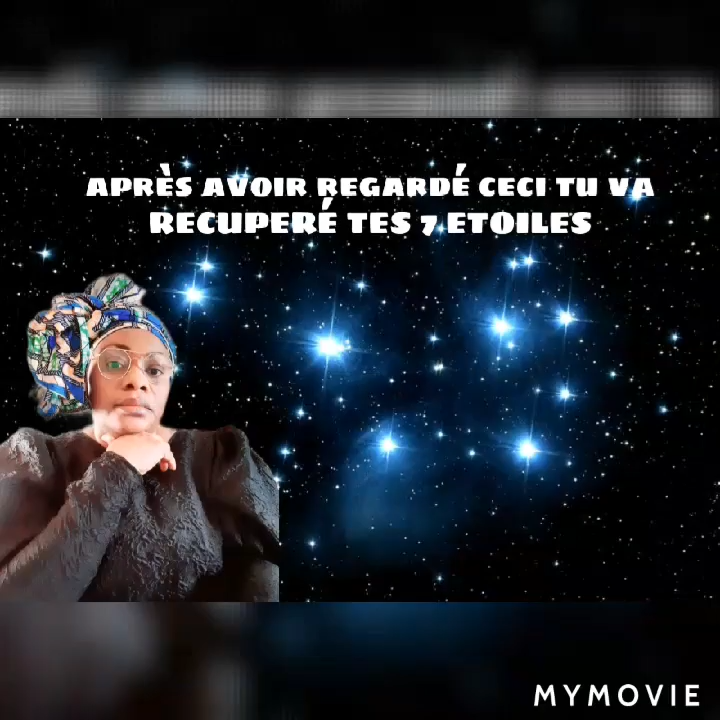 APRÈS AVOIR REGARDÉ CECI TU VA
RECUPERÉ TES 7 ETOILES
MYMOVIE